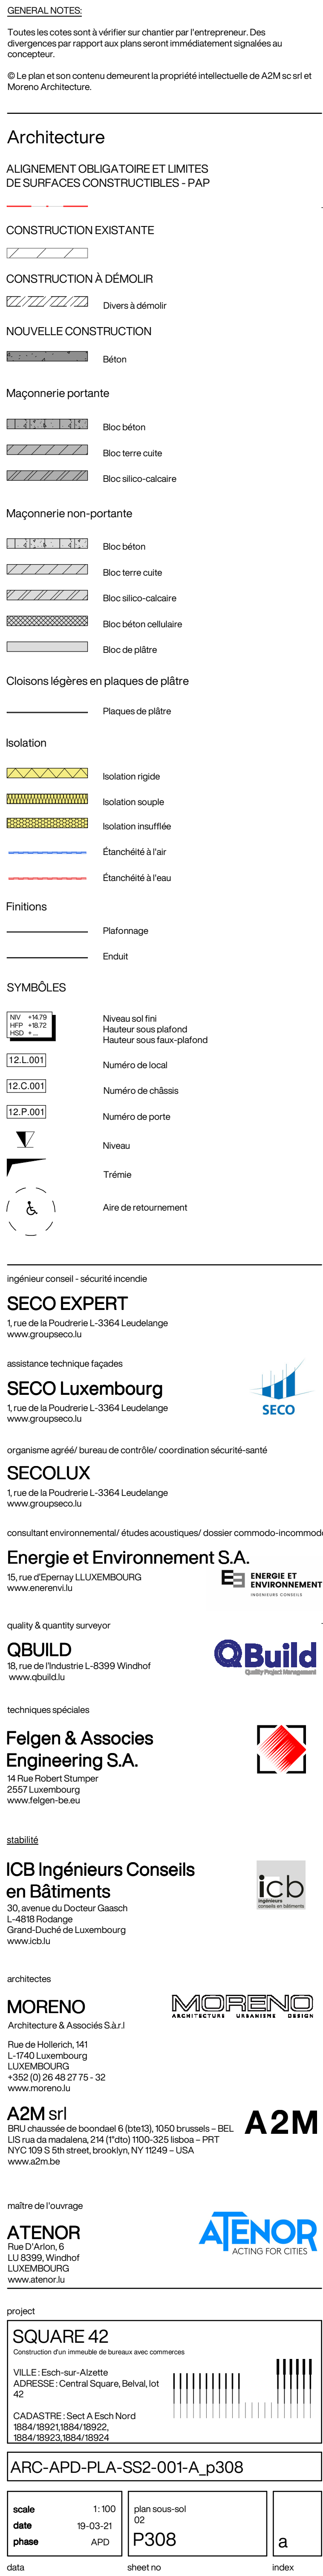 GENERAL NOTES:
Toutes les cotes sont à vérifier sur chantier par l'entrepreneur. Des
divergences par rapport aux plans seront immédiatement signalées au
concepteur.
© Le plan et son contenu demeurent la propriété intellectuelle de A2M sc srl et
Moreno Architecture.
Architecture
ALIGNEMENT OBLIGATOIRE ET LIMITES
DE SURFACES CONSTRUCTIBLES - PAP
CONSTRUCTION EXISTANTE
CONSTRUCTION À DÉMOLIR
Divers à démolir
NOUVELLE CONSTRUCTION
Béton
Maçonnerie portante
Bloc béton
Bloc terre cuite
Bloc silico-calcaire
Maçonnerie non-portante
Bloc béton
Bloc terre cuite
Bloc silico-calcaire
Bloc béton cellulaire
Bloc de plâtre
Cloisons légères en plaques de plâtre
Plaques de plâtre
Isolation
Isolation rigide
Isolation souple
Isolation insufflée
Étanchéité à l'air
Étanchéité à l'eau
Finitions
Plafonnage
Enduit
SYMBÔLES
NIV +14.79 Niveau sol fini
HFP +18.72 Hauteur sous plafond
HSD + ... Hauteur sous faux-plafond
12.L.001 Numéro de local
12.C.001 Numéro de châssis
12.P.001 Numéro de porte
Niveau
Trémie
Aire de retournement
ingénieur conseil - sécurité incendie
SECO EXPERT
1, rue de la Poudrerie L-3364 Leudelange
www.groupseco.lu
assistance technique façades
SECO Luxembourg
1, rue de la Poudrerie L-3364 Leudelange
www.groupseco.lu
SECO
organisme agréé/ bureau de contrôle/ coordination sécurité-santé
SECOLUX
1, rue de la Poudrerie L-3364 Leudelange
www.groupseco.lu
consultant environnemental/ études acoustiques/ dossier commodo-incommod
Energie et Environnement S.A.
15, rue d'Epernay LLUXEMBOURG
www.enerenvi.lu
ENERGIE ET
ENVIRONNEMENT
INGENIEURS CONSEILS
quality & quantity surveyor
QBUILD
18, rue de l'Industrie L-8399 Windhof
www.qbuild.lu
QBuild
Quality Project Management
techniques spéciales
Felgen & Associes
Engineering S.A.
14 Rue Robert Stumper
2557 Luxembourg
www.felgen-be.eu
stabilité
ICB Ingénieurs Conseils
en Bâtiments
30, avenue du Docteur Gaasch
L-4818 Rodange
Grand-Duché de Luxembourg
www.icb.lu
icb
ingénieurs
conseils en bâtiments
architectes
MORENO
Architecture & Associés S.à.r.l
MORENO
ARCHITECTURE URBANISME DESIGN
Rue de Hollerich, 141
L-1740 Luxembourg
LUXEMBOURG
+352 (0) 26 48 27 75 - 32
www.moreno.lu
A2M srl
BRU chaussée de boondael 6 (bte13), 1050 brussels – BEL
LIS rua da madalena, 214 (1°dto) 1100-325 lisboa – PRT
NYC 109 S 5th street, brooklyn, NY 11249 – USA
www.a2m.be
A2M
maître de l'ouvrage
ATENOR
Rue D'Arlon, 6
LU 8399, Windhof
LUXEMBOURG
www.atenor.lu
ATENOR
ACTING FOR CITIES
project
SQUARE 42
Construction d'un immeuble de bureaux avec commerces
VILLE : Esch-sur-Alzette
ADRESSE : Central Square, Belval, lot
42
CADASTRE : Sect A Esch Nord
1884/18921,1884/18922,
1884/18923,1884/18924
ARC-APD-PLA-SS2-001-A_p308
scale 1 : 100
date 19-03-21
phase APD
plan sous-sol
02
P308
a
data sheet no index